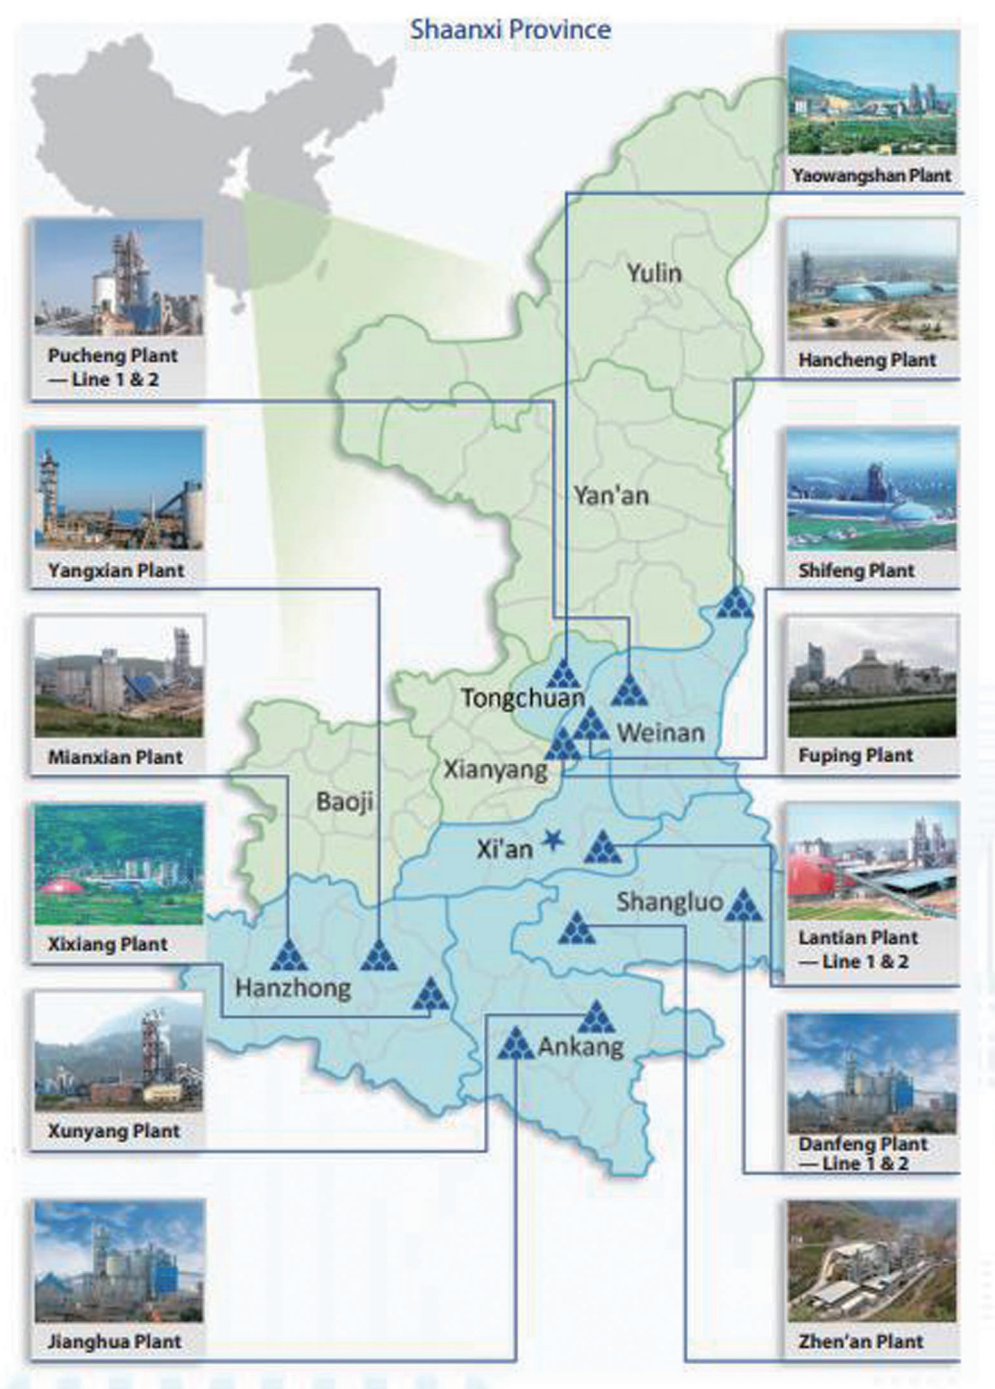 Shaanxi Province
Yaowangshan Plant
Pucheng Plant
— Line 1 & 2
Hancheng Plant
Yangxian Plant
Shifeng Plant
Mianxian Plant
Fuping Plant
Xixiang Plant
Lantian Plant
— Line 1 & 2
Xunyang Plant
Danfeng Plant
— Line 1 & 2
Jianghua Plant
Zhen'an Plant
Yulin
Yan'an
Tongchuan
Weinan
Xianyang
Baoji
Xi'an
Shangluo
Hanzhong
Ankang